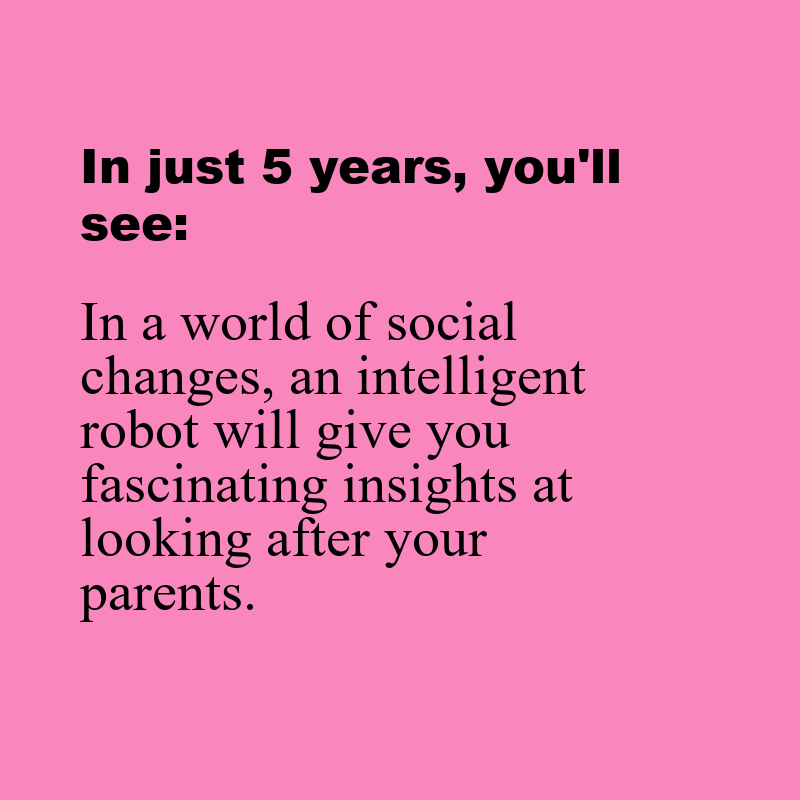 In just 5 years, you'll
see:
In a world of social
changes, an intelligent
robot will give you
fascinating insights at
looking after your
parents.